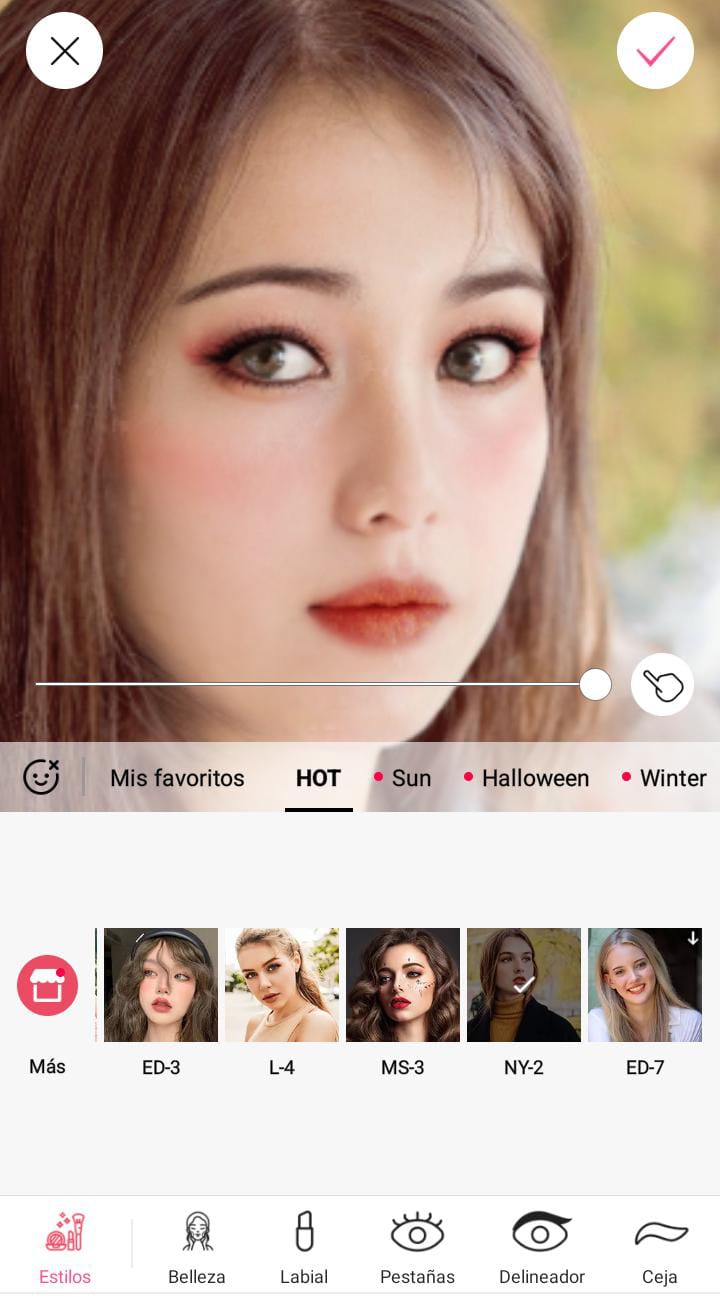 Mis favoritos HOT Sun Halloween Winter
Más ED-3 L-4 MS-3 NY-2 ED-7
Estilos Belleza Labial Pestañas Delineador Ceja